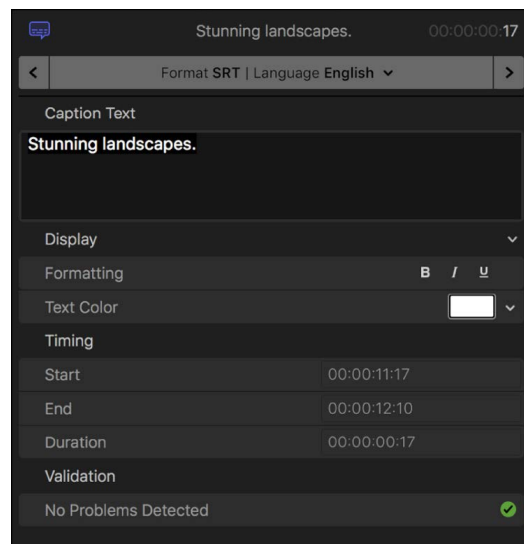 Stunning landscapes. 00:00:00:17
Format SRT | Language English
Caption Text
Stunning landscapes.
Display
Formatting B I U
Text Color
Timing
Start 00:00:11:17
End 00:00:12:10
Duration 00:00:00:17
Validation
No Problems Detected